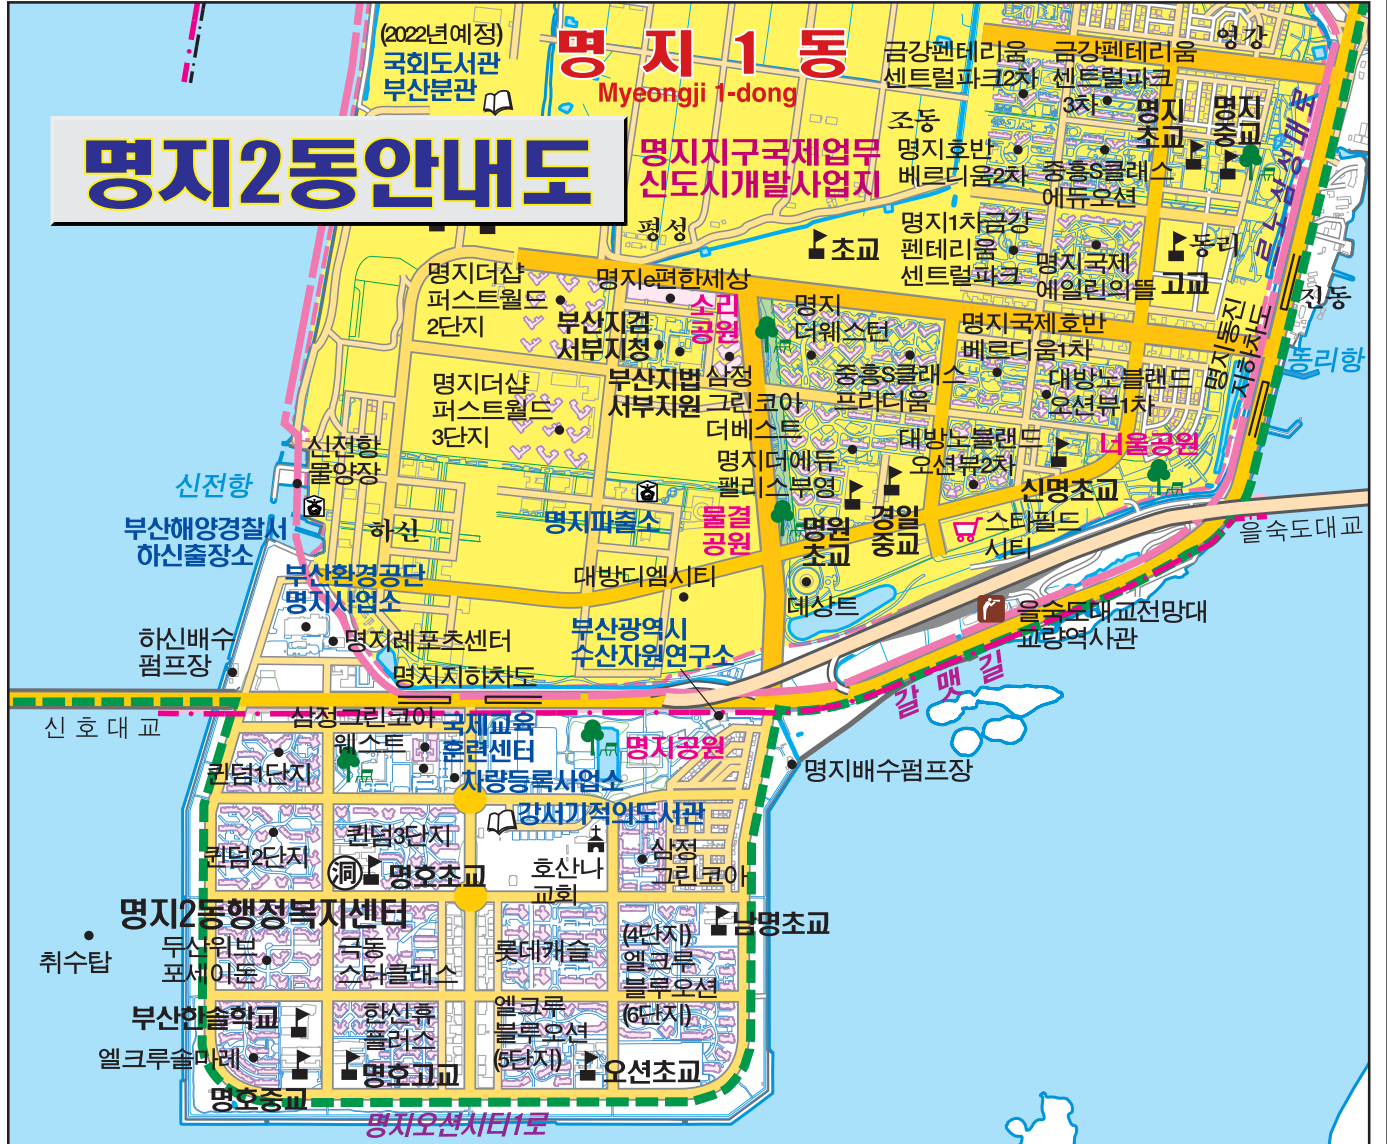 (2022년예정)
국회도서관
부산분관
명지1동
Myeongji 1-dong
금강펜테리움
센트럴파크2차
금강펜테리움
센트럴파크
3차
영강
명지
초교
명지
중교
르노삼성대로
명지2동안내도
조동
명지지구국제업무
신도시개발사업지
명지호반
베르디움2차
중흥S클래스
에듀오션
평성
초교
명지1차금강
펜테리움
센트럴파크
명지국제
에일린의뜰
동리
고교
진동
명지더샵
퍼스트월드
2단지
명지e편한세상
소리
공원
부산지검
서부지청
명지
더웨스턴
명지국제호반
베르디움1차
명지동진
지하차도
동리항
명지더샵
퍼스트월드
3단지
부산지법
서부지원
삼정
그린코아
더베스트
중흥S클래스
프라디움
대방노블랜드
오션뷰1차
신전항
물양장
신전항
명지더에듀
팰리스부영
대방노블랜드
오션뷰2차
너울공원
신명초교
부산해양경찰서
하신출장소
하신
명지파출소
물결
공원
명원
초교
경일
중교
스타필드
시티
을숙도대교
부산환경공단
명지사업소
대방디엠시티
데상트
하신배수
펌프장
명지레포츠센터
부산광역시
수산자원연구소
을숙도대교전망대
교량역사관
명지지하차도
갈맷길
신호대교
삼정그린코아
웨스트
국제교육
훈련센터
명지공원
퀸덤1단지
차량등록사업소
명지배수펌프장
강서기적의도서관
퀸덤2단지
퀸덤3단지
洞
명호초교
호산나
교회
삼정
그린코아
명지2동행정복지센터
남명초교
취수탑
두산위브
포세이돈
극동
스타클래스
롯데캐슬
(4단지)
엘크루
블루오션
(6단지)
부산한솔학교
한신휴
플러스
엘크루
블루오션
(5단지)
엘크루솔마레
명호고교
오션초교
명호중교
명지오션시티1로